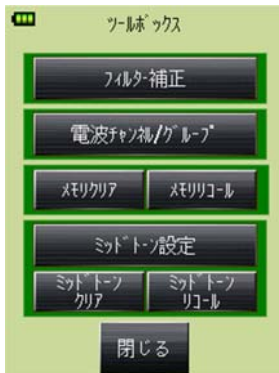 ﾂｰﾙﾎﾞｯｸｽ
ﾌｨﾙﾀｰ補正
電波ﾁｬﾝﾈﾙ/ｸﾞﾙｰﾌﾟ
ﾒﾓﾘｸﾘｱ ﾒﾓﾘﾘｺｰﾙ
ﾐｯﾄﾞﾄｰﾝ設定
ﾐｯﾄﾞﾄｰﾝ ﾐｯﾄﾞﾄｰﾝ
ｸﾘｱ ﾘｺｰﾙ
閉じる